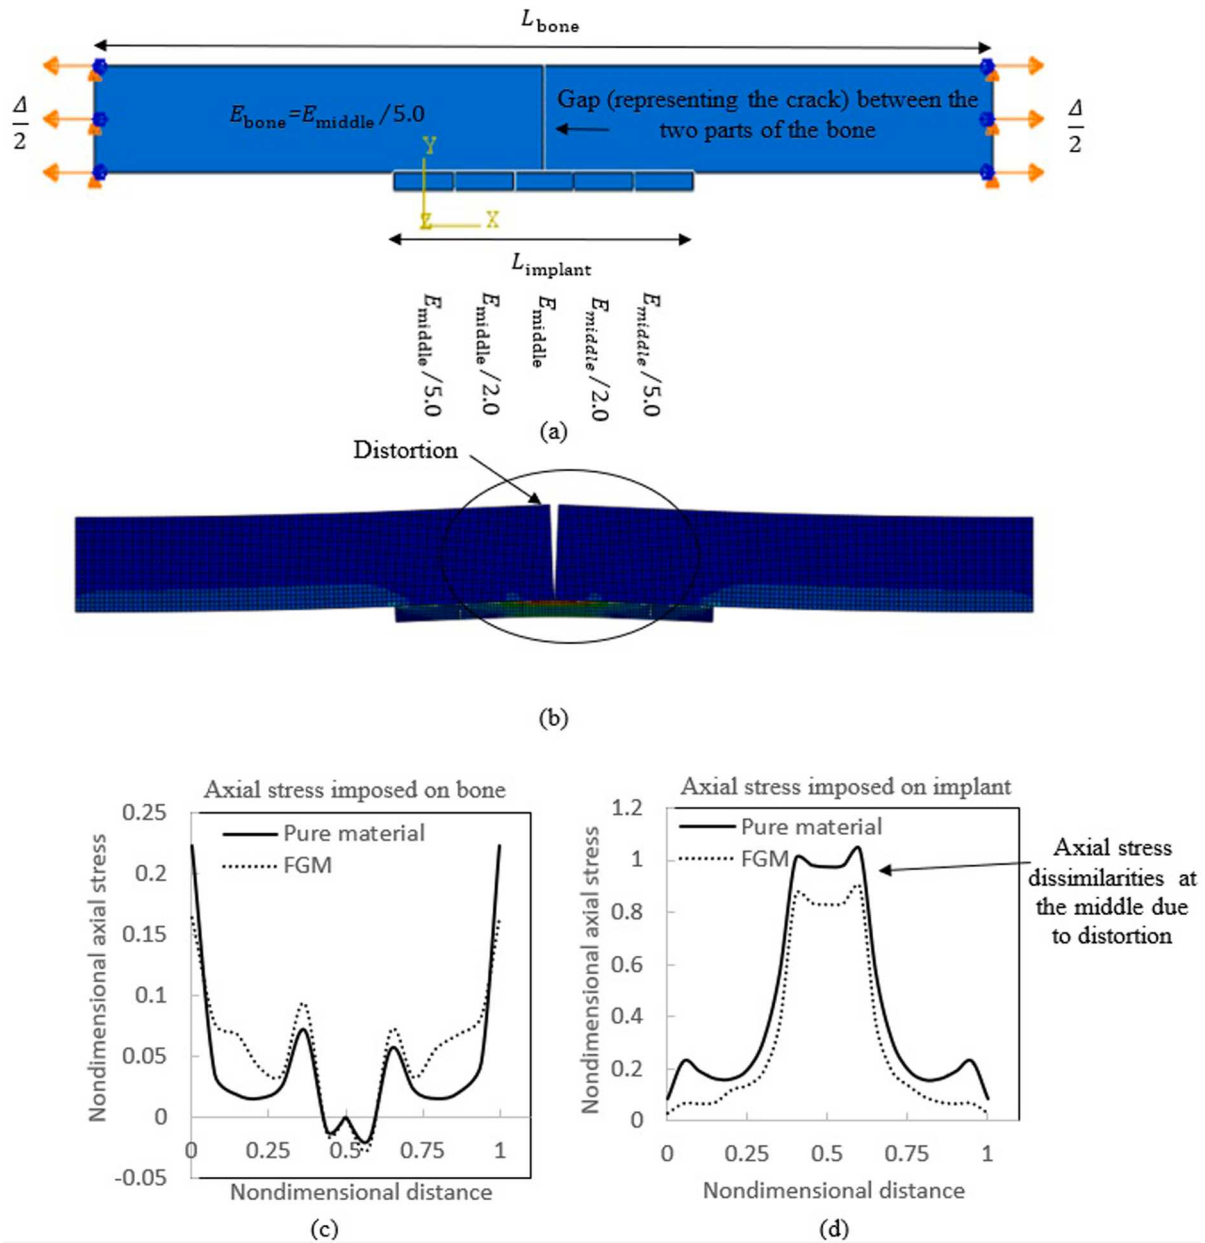 L_bone
Δ/2
E_bone=E_middle/5.0
Gap (representing the crack) between the
two parts of the bone
Δ/2
Y
Z X
L_implant
E_middle/5.0
E_middle/2.0
E_middle
E_middle/2.0
E_middle/5.0
(a)
Distortion
(b)
Axial stress imposed on bone
Nondimensional axial stress
0.25
0.2
0.15
0.1
0.05
0
-0.05
Pure material
FGM
0 0.25 0.5 0.75 1
Nondimensional distance
(c)
Axial stress imposed on implant
Nondimensional axial stress
1.2
1
0.8
0.6
0.4
0.2
0
Pure material
FGM
0 0.25 0.5 0.75 1
Nondimensional distance
(d)
Axial stress
dissimilarities at
the middle due
to distortion